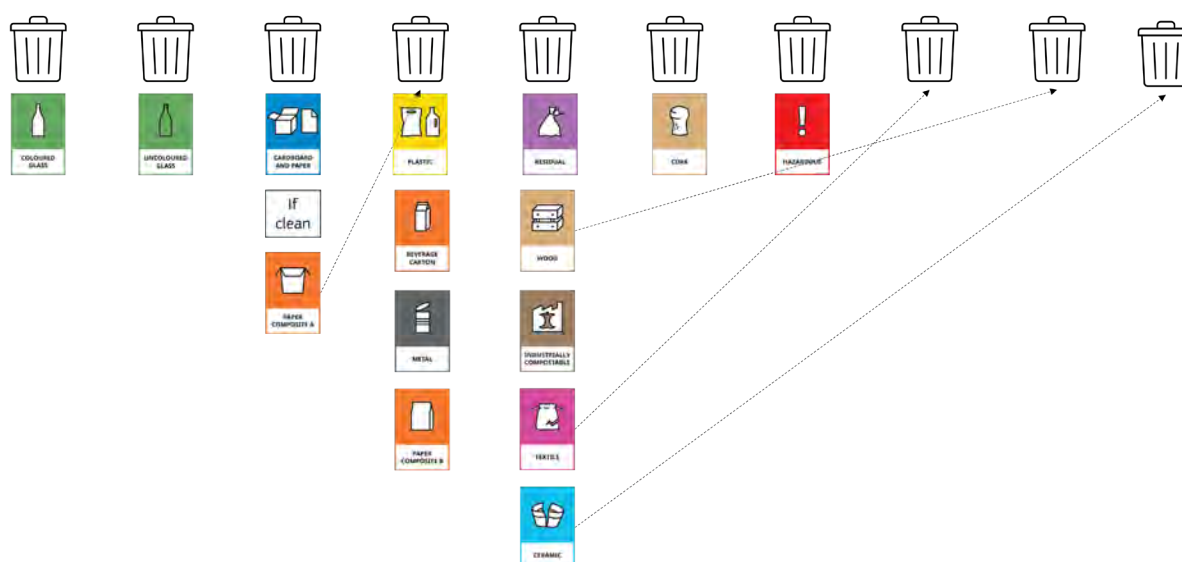 COLOURED
GLASS
UNCOLOURED
GLASS
CARDBOARD
AND PAPER
PLASTIC
RESIDUAL
CORK
HAZARDOUS
if
clean
BEVERAGE
CARTON
WOOD
PAPER
COMPOSITE A
METAL
INDUSTRIALLY
COMPOSTABLE
PAPER
COMPOSITE B
TEXTILE
CERAMIC